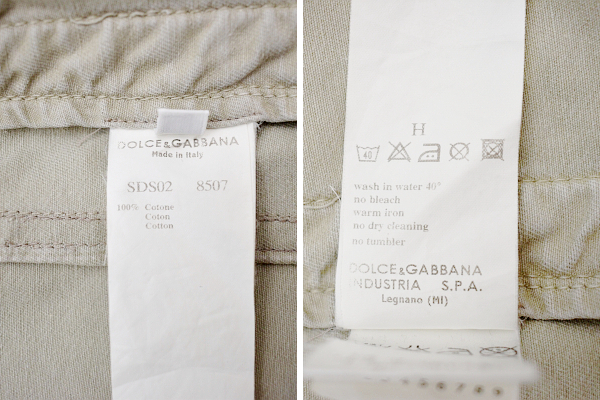 DOLCE&GABBANA
Made in Italy
SDS02 8507
100% Cotone
Coton
Cotton
H
40
wash in water 40°
no bleach
warm iron
no dry cleaning
no tumbler
DOLCE&GABBANA
INDUSTRIA S.P.A.
Legnano (MI)